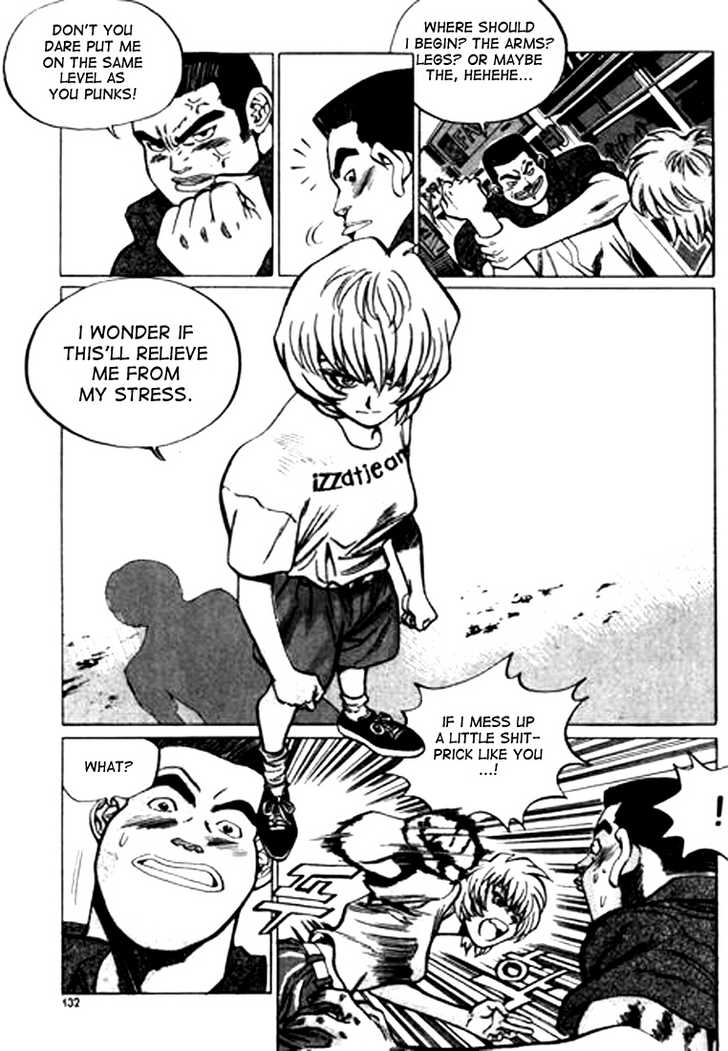 DON'T YOU
DARE PUT ME
ON THE SAME
LEVEL AS
YOU PUNKS!
WHERE SHOULD
I BEGIN? THE ARMS?
LEGS? OR MAYBE
THE, HEHEHE...
I WONDER IF
THIS'LL RELIEVE
ME FROM
MY STRESS.
izzdtjean
WHAT?
IF I MESS UP
A LITTLE SHIT-
PRICK LIKE YOU
...!
!
132